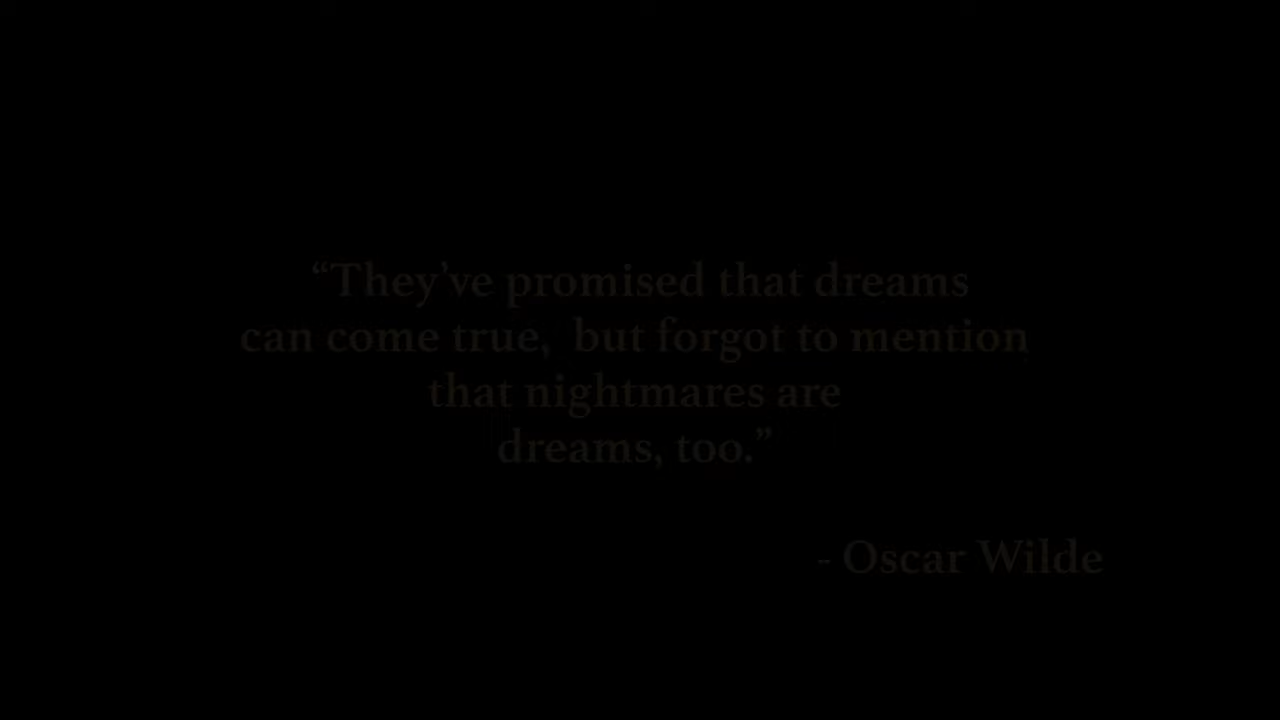 “They’ve promised that dreams
can come true,  but forgot to mention
that nightmares are
dreams, too.”
- Oscar Wilde